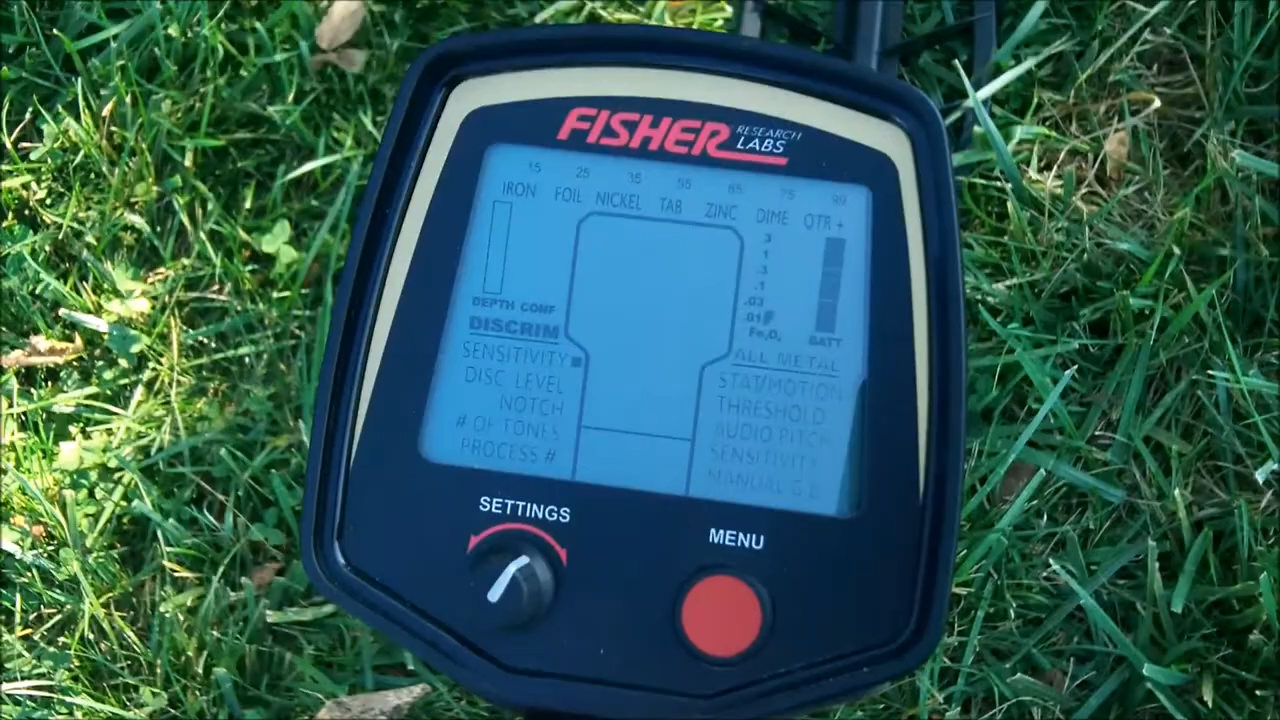 FISHER RESEARCH LABS
15 25 35 55 65 75 99
IRON FOIL NICKEL TAB ZINC DIME OTR +
3
1
.3
.1
.03
.01
Fe3O4
DEPTH CONF
BATT
DISCRIM
SENSITIVITY
DISC LEVEL
NOTCH
# OF TONES
PROCESS #
ALL METAL
STAT/MOTION
THRESHOLD
AUDIO PITCH
SENSITIVITY
MANUAL G B
SETTINGS
MENU